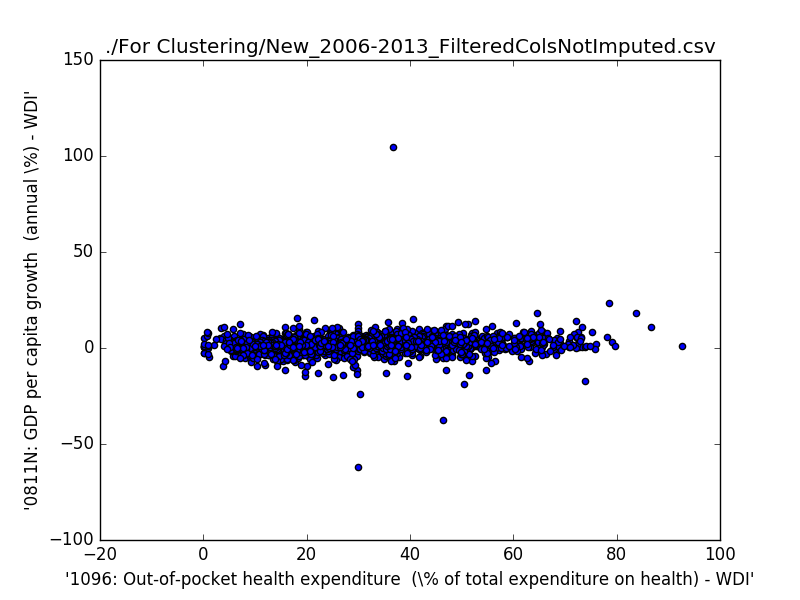 ./For Clustering/New_2006-2013_FilteredColsNotImputed.csv
150
100
50
0
−50
−100
'0811N: GDP per capita growth  (annual \%) - WDI'
−20 0 20 40 60 80 100
'1096: Out-of-pocket health expenditure  (\% of total expenditure on health) - WDI'